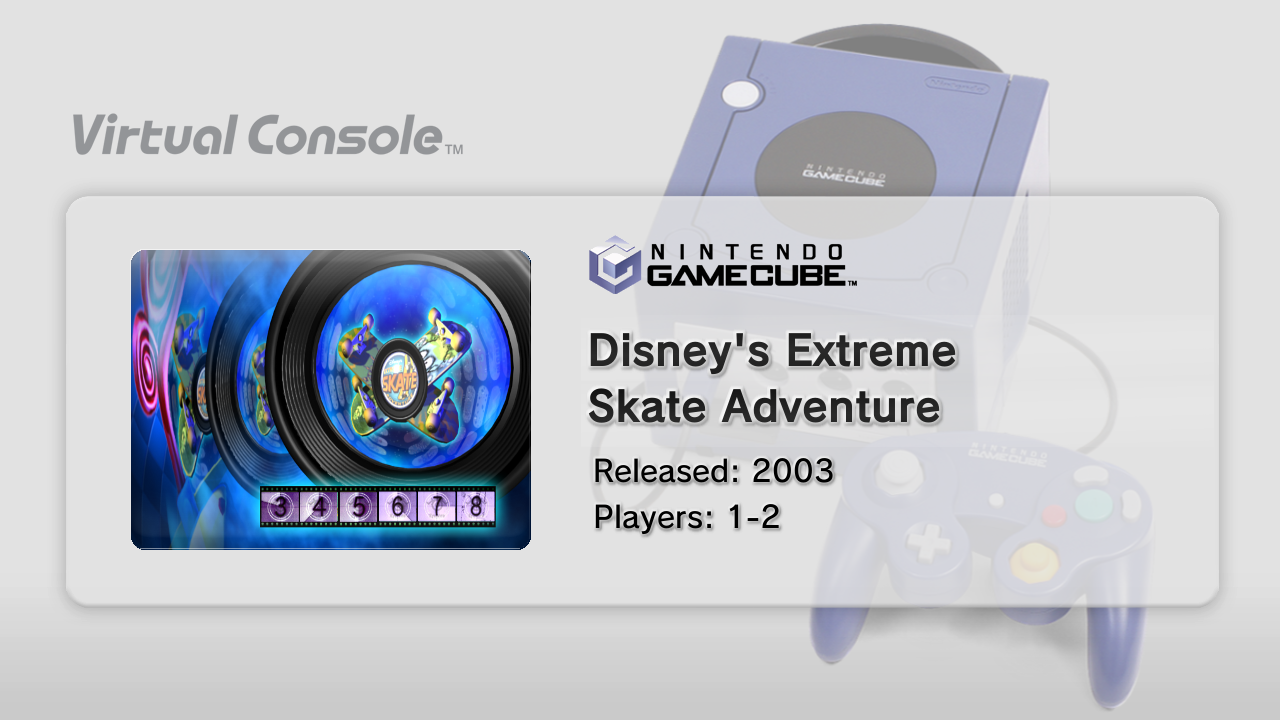 Virtual Console™
Nintendo
NINTENDO
GAMECUBE
NINTENDO
GAMECUBE™
Disney's Extreme
Skate Adventure
Released: 2003
Players: 1-2
SKATE
3 4 5 6 7 8
NINTENDO
GAMECUBE